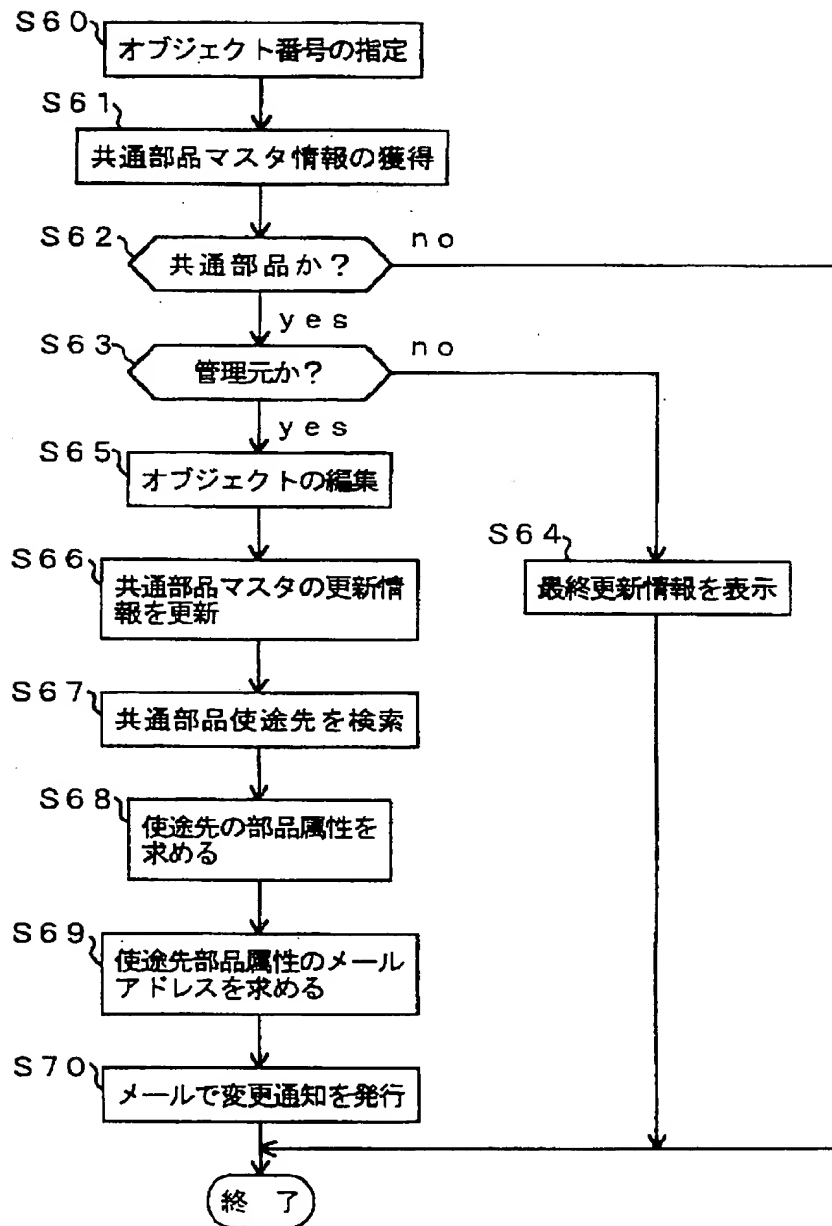 S60
オブジェクト番号の指定
S61
共通部品マスタ情報の獲得
S62
共通部品か？
no
yes
S63
管理元か？
no
yes
S65
オブジェクトの編集
S64
最終更新情報を表示
S66
共通部品マスタの更新情
報を更新
S67
共通部品使途先を検索
S68
使途先の部品属性を
求める
S69
使途先部品属性のメール
アドレスを求める
S70
メールで変更通知を発行
終 了